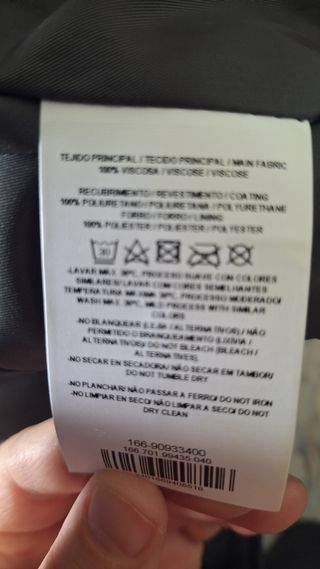 TEJIDO PRINCIPAL / TECIDO PRINCIPAL / MAIN FABRIC
100% VISCOSA / VISCOSE / VISCOSE
RECUBRIMIENTO / REVESTIMENTO / COATING
100% POLIURETANO / POLIURETANA / POLYURETHANE
FORRO / FORRO / LINING
100% POLIESTER / POLIESTER / POLYESTER
30
-LAVAR MAX. 30ºC, PROCESO SUAVE CON COLORES
SIMILARES/ LAVAR COM CORES SEMELHANTES
TEMPERATURA MÁXIMA 30ºC, PROCESSO MODERADO/
WASH MAX. 30ºC, MILD PROCESS WITH SIMILAR
COLORS
-NO BLANQUEAR (LEJIA / ALTERNATIVOS)/ NÃO
PERMITIDO O BRANQUEAMENTO (LIXIVIA /
ALTERNATIVOS)/ DO NOT BLEACH (BLEACH /
ALTERNATIVES).
-NO SECAR EN SECADORA/ NÃO SECAR EM TAMBOR/
DO NOT TUMBLE DRY
-NO PLANCHAR/ NÃO PASSAR A FERRO/ DO NOT IRON
-NO LIMPIAR EN SECO/ NÃO LIMPAR A SECO/ DO NOT
DRY CLEAN
166-90933400
166.701.99435.040